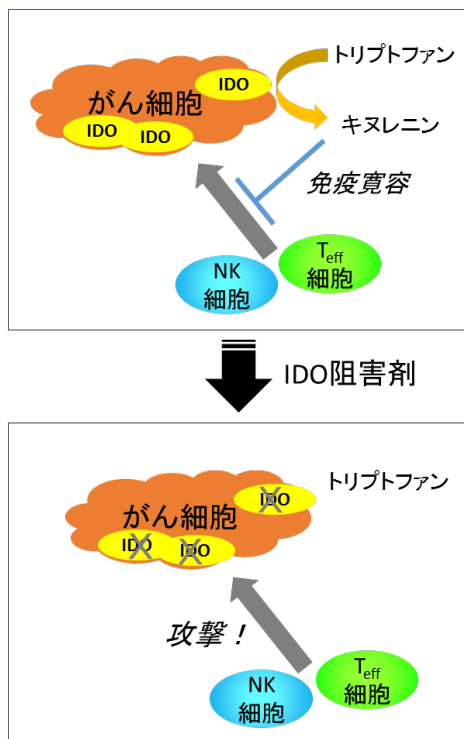 トリプトファン
IDO
がん細胞
IDO IDO
キヌレニン
免疫寛容
Teff
細胞
NK
細胞
IDO阻害剤
トリプトファン
IDO
がん細胞
IDO IDO
攻撃！
Teff
細胞
NK
細胞